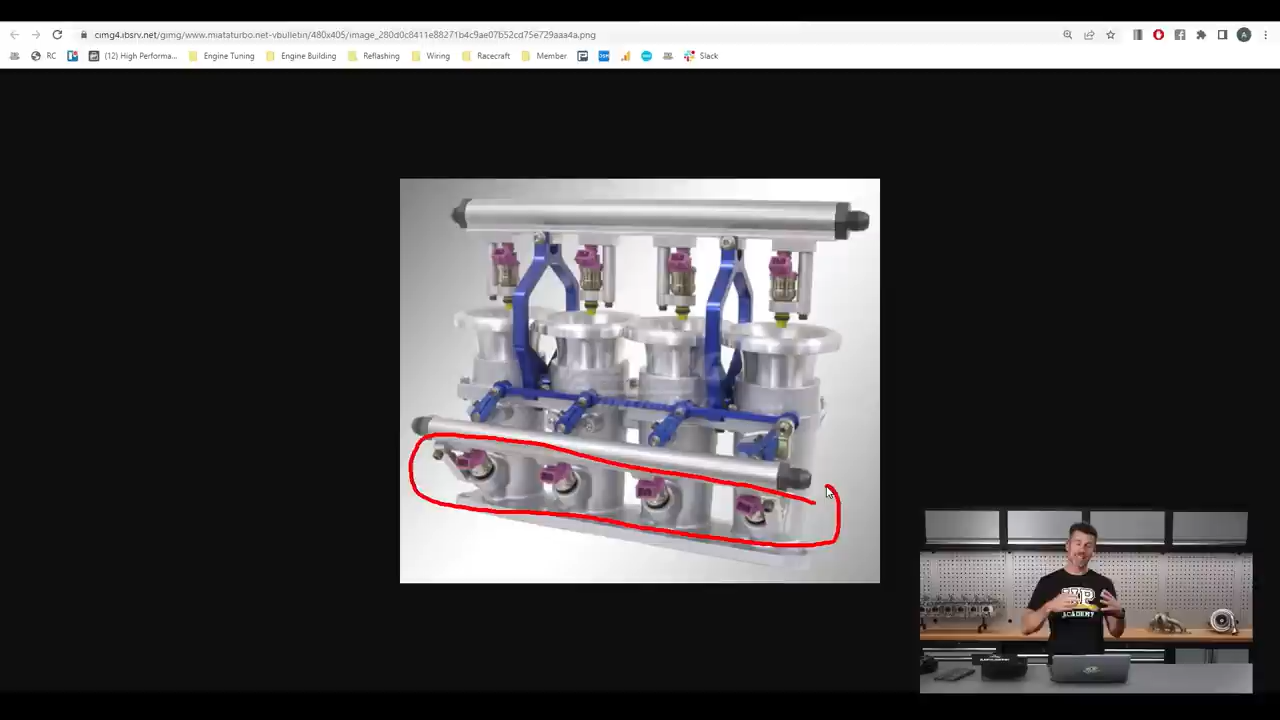 cimg4.ibsrv.net/gimg/www.miataturbo.net-vbulletin/480x405/image_280d0c8411e88271b4c9ae07b52cd75e729aaa4a.png
RC
(12) High Performa...
Engine Tuning
Engine Building
Reflashing
Wiring
Racecraft
Member
Slack
A
ACADEMY